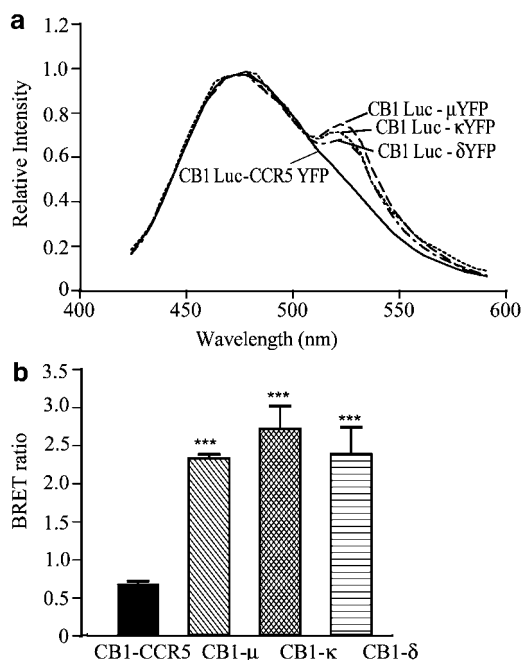 a
1.2
1.0
0.8
0.6
0.4
0.2
0
Relative Intensity
CB1 Luc - μYFP
CB1 Luc - κYFP
CB1 Luc - δYFP
CB1 Luc-CCR5 YFP
400 450 500 550 600
Wavelength (nm)
b
3.5
3.0
2.5
2.0
1.5
1.0
0.5
0
BRET ratio
*** *** ***
CB1-CCR5 CB1-μ CB1-κ CB1-δ